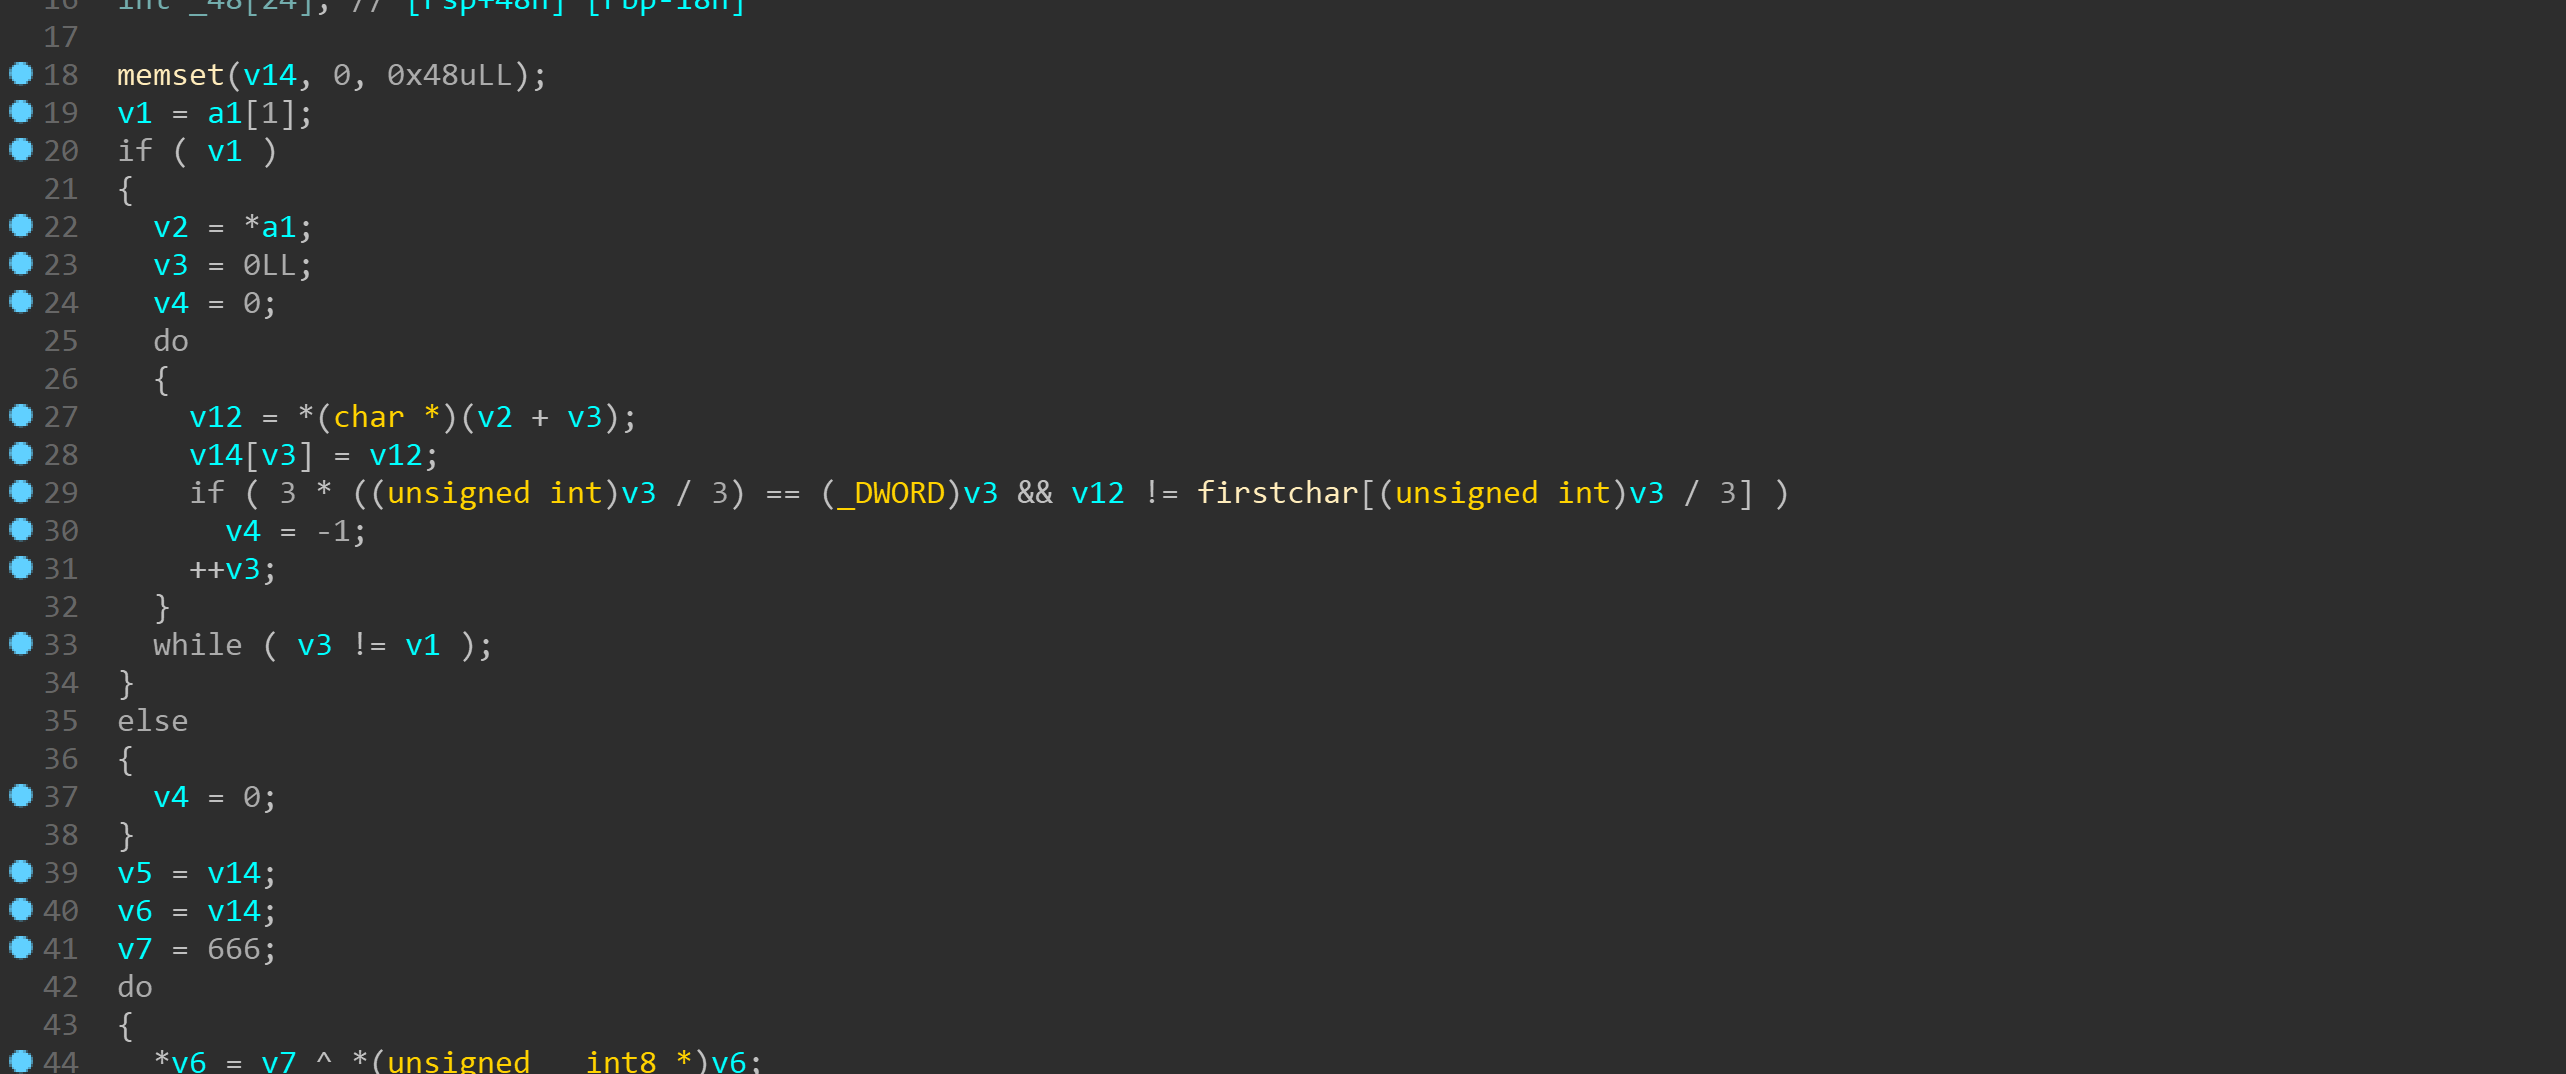 16 int _48[24]; // [rsp+48h] [rbp-18h]
17
18 memset(v14, 0, 0x48uLL);
19 v1 = a1[1];
20 if ( v1 )
21 {
22   v2 = *a1;
23   v3 = 0LL;
24   v4 = 0;
25   do
26   {
27     v12 = *(char *)(v2 + v3);
28     v14[v3] = v12;
29     if ( 3 * ((unsigned int)v3 / 3) == (_DWORD)v3 && v12 != firstchar[(unsigned int)v3 / 3] )
30       v4 = -1;
31     ++v3;
32   }
33   while ( v3 != v1 );
34 }
35 else
36 {
37   v4 = 0;
38 }
39 v5 = v14;
40 v6 = v14;
41 v7 = 666;
42 do
43 {
44   *v6 = v7 ^ *(unsigned __int8 *)v6;